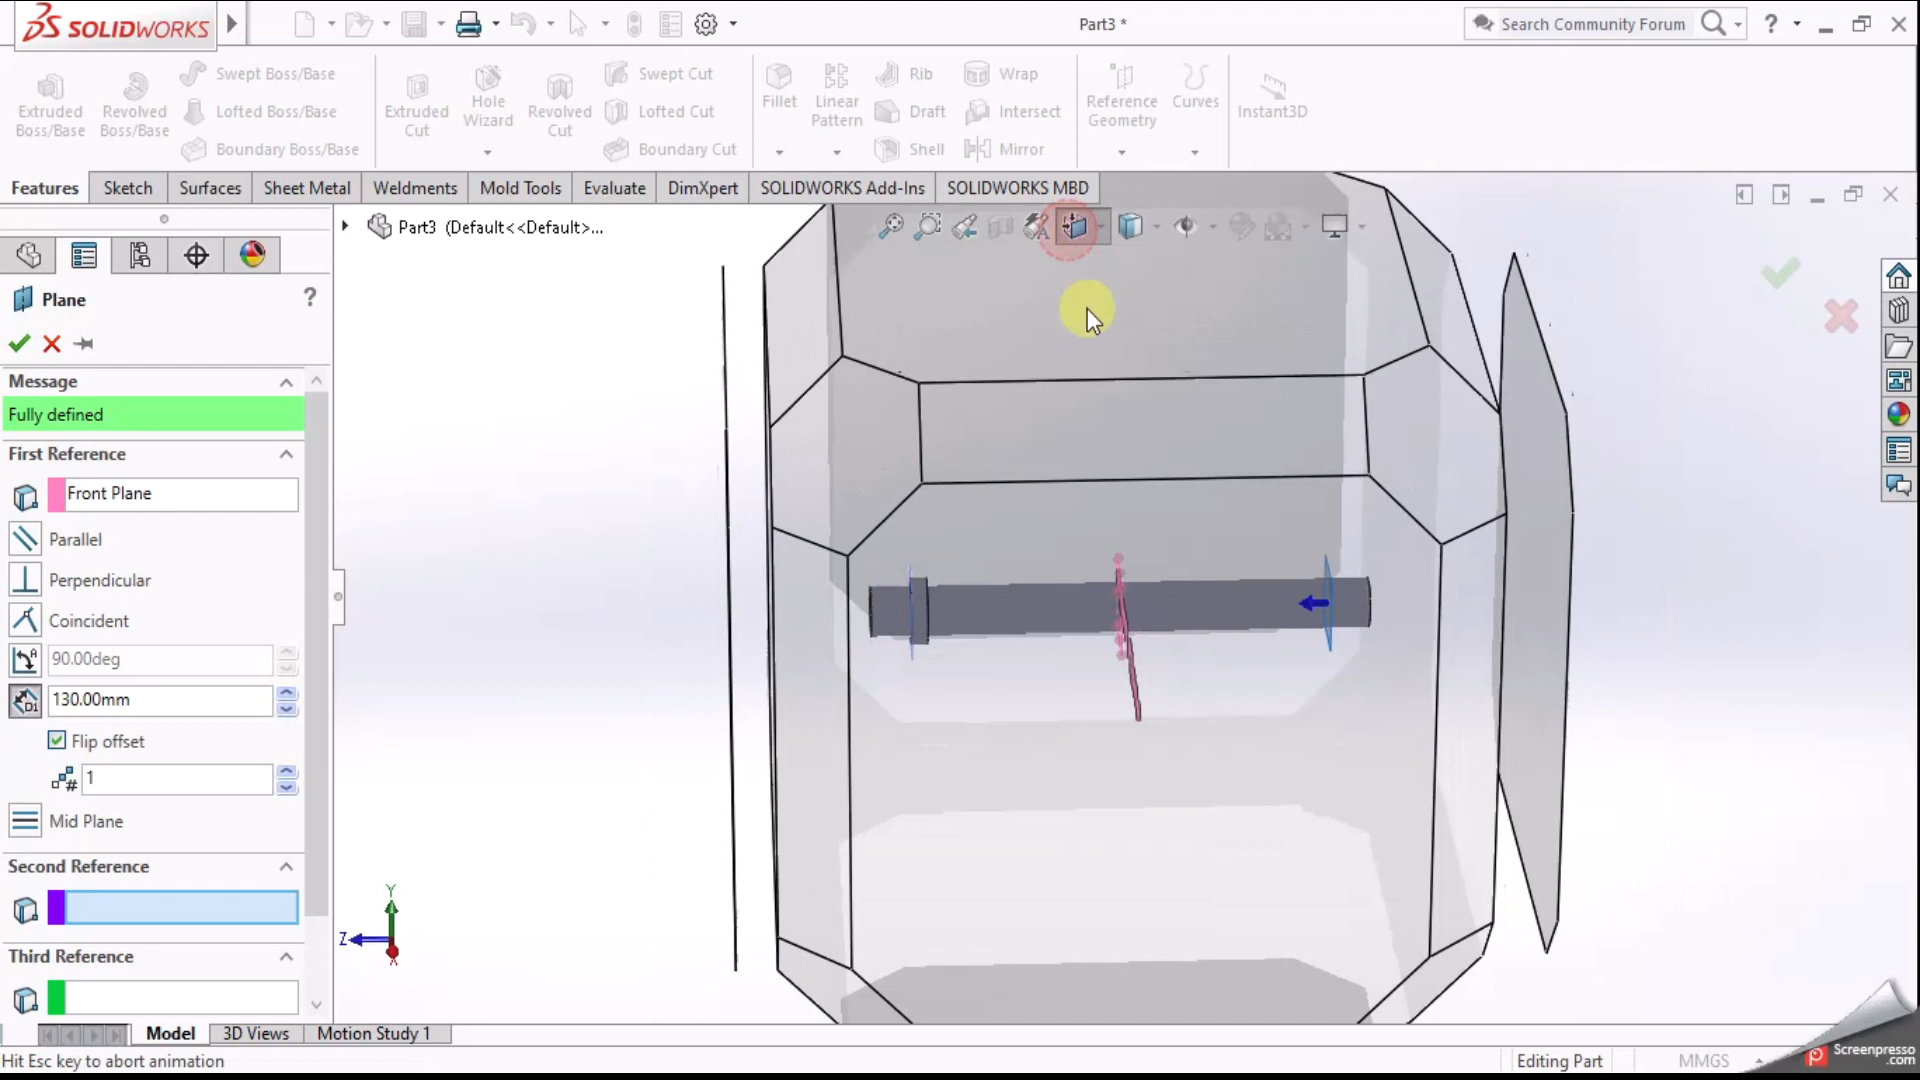 SOLIDWORKS
Part3 *
Search Community Forum
?
Extruded Boss/Base
Revolved Boss/Base
Swept Boss/Base
Lofted Boss/Base
Boundary Boss/Base
Extruded Cut
Hole Wizard
Revolved Cut
Swept Cut
Lofted Cut
Boundary Cut
Fillet
Linear Pattern
Rib
Draft
Shell
Wrap
Intersect
Mirror
Reference Geometry
Curves
Instant3D
Features
Sketch
Surfaces
Sheet Metal
Weldments
Mold Tools
Evaluate
DimXpert
SOLIDWORKS Add-Ins
SOLIDWORKS MBD
Part3 (Default<<Default>...
Plane
?
Message
Fully defined
First Reference
Front Plane
Parallel
Perpendicular
Coincident
90.00deg
130.00mm
Flip offset
1
Mid Plane
Second Reference
Third Reference
Y
Z
X
Model
3D Views
Motion Study 1
Hit Esc key to abort animation
Editing Part
MMGS
Screenpresso
.com